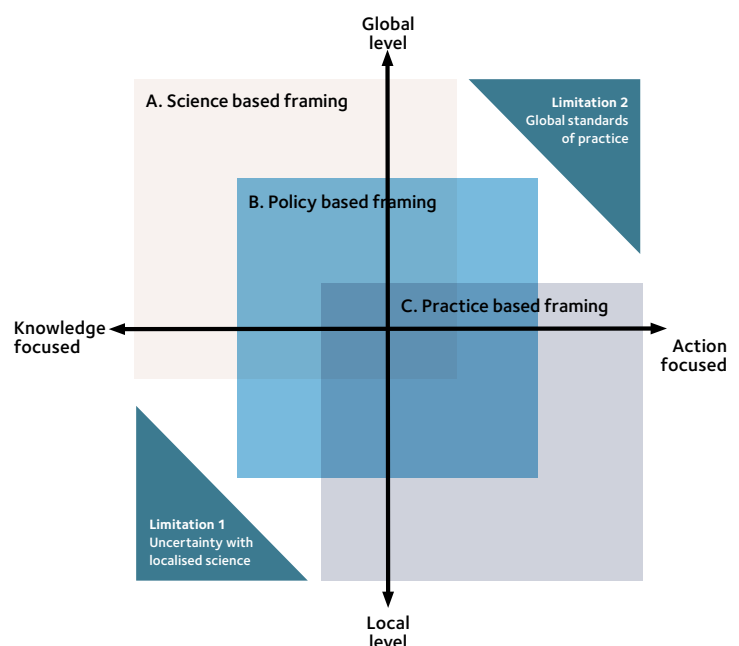 Global
level
A. Science based framing
Limitation 2
Global standards
of practice
B. Policy based framing
C. Practice based framing
Knowledge
focused
Action
focused
Limitation 1
Uncertainty with
localised science
Local
level